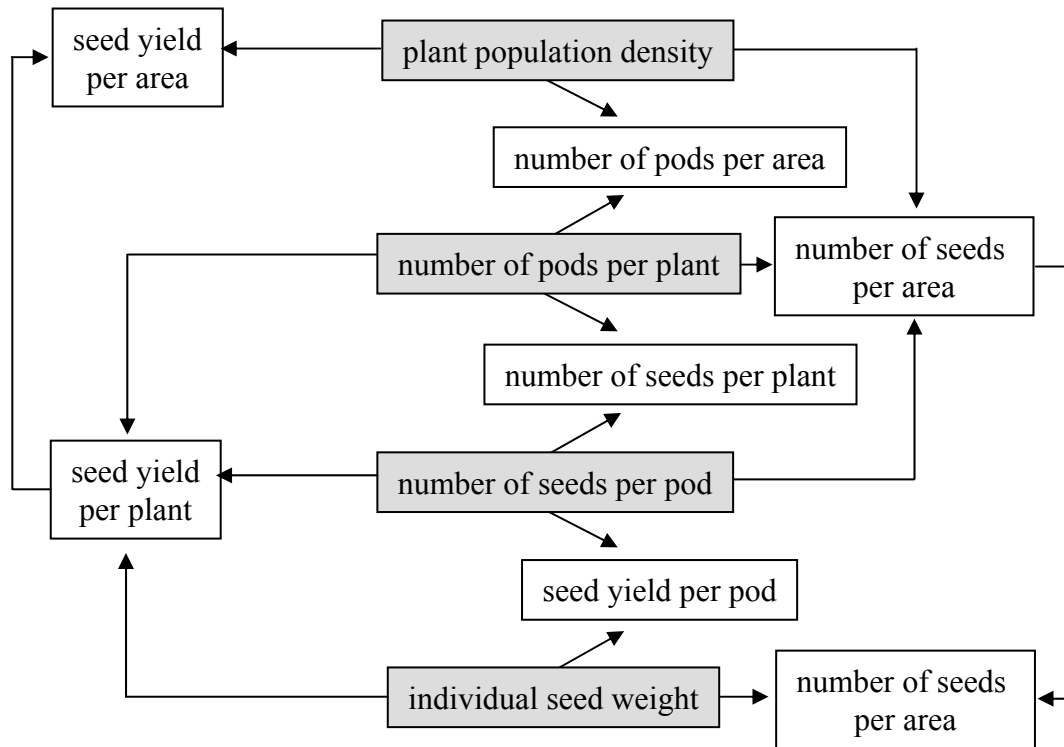 seed yield
per area
plant population density
number of pods per area
number of pods per plant
number of seeds
per area
number of seeds per plant
seed yield
per plant
number of seeds per pod
seed yield per pod
individual seed weight
number of seeds
per area